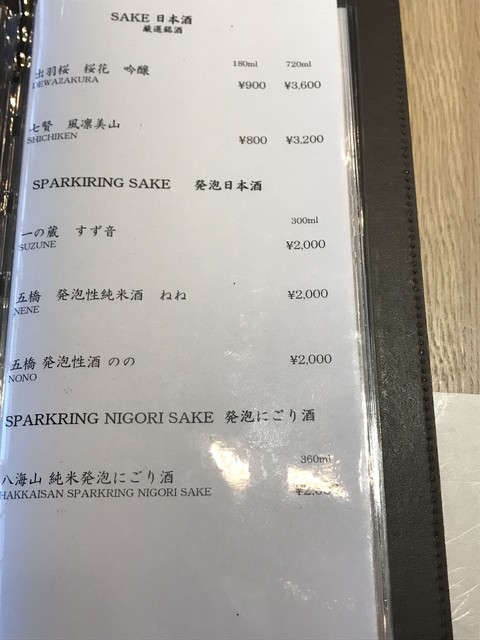 SAKE 日本酒
厳選銘酒
180ml 720ml
出羽桜 桜花 吟醸
DEWAZAKURA
¥900 ¥3,600
七賢 風凛美山
SHICHIKEN
¥800 ¥3,200
SPARKIRING SAKE 発泡日本酒
300ml
一の蔵 すず音
SUZUNE
¥2,000
五橋 発泡性純米酒 ねね
NENE
¥2,000
五橋 発泡性酒 のの
NONO
¥2,000
SPARKRING NIGORI SAKE 発泡にごり酒
360ml
八海山 純米発泡にごり酒
HAKKAISAN SPARKRING NIGORI SAKE